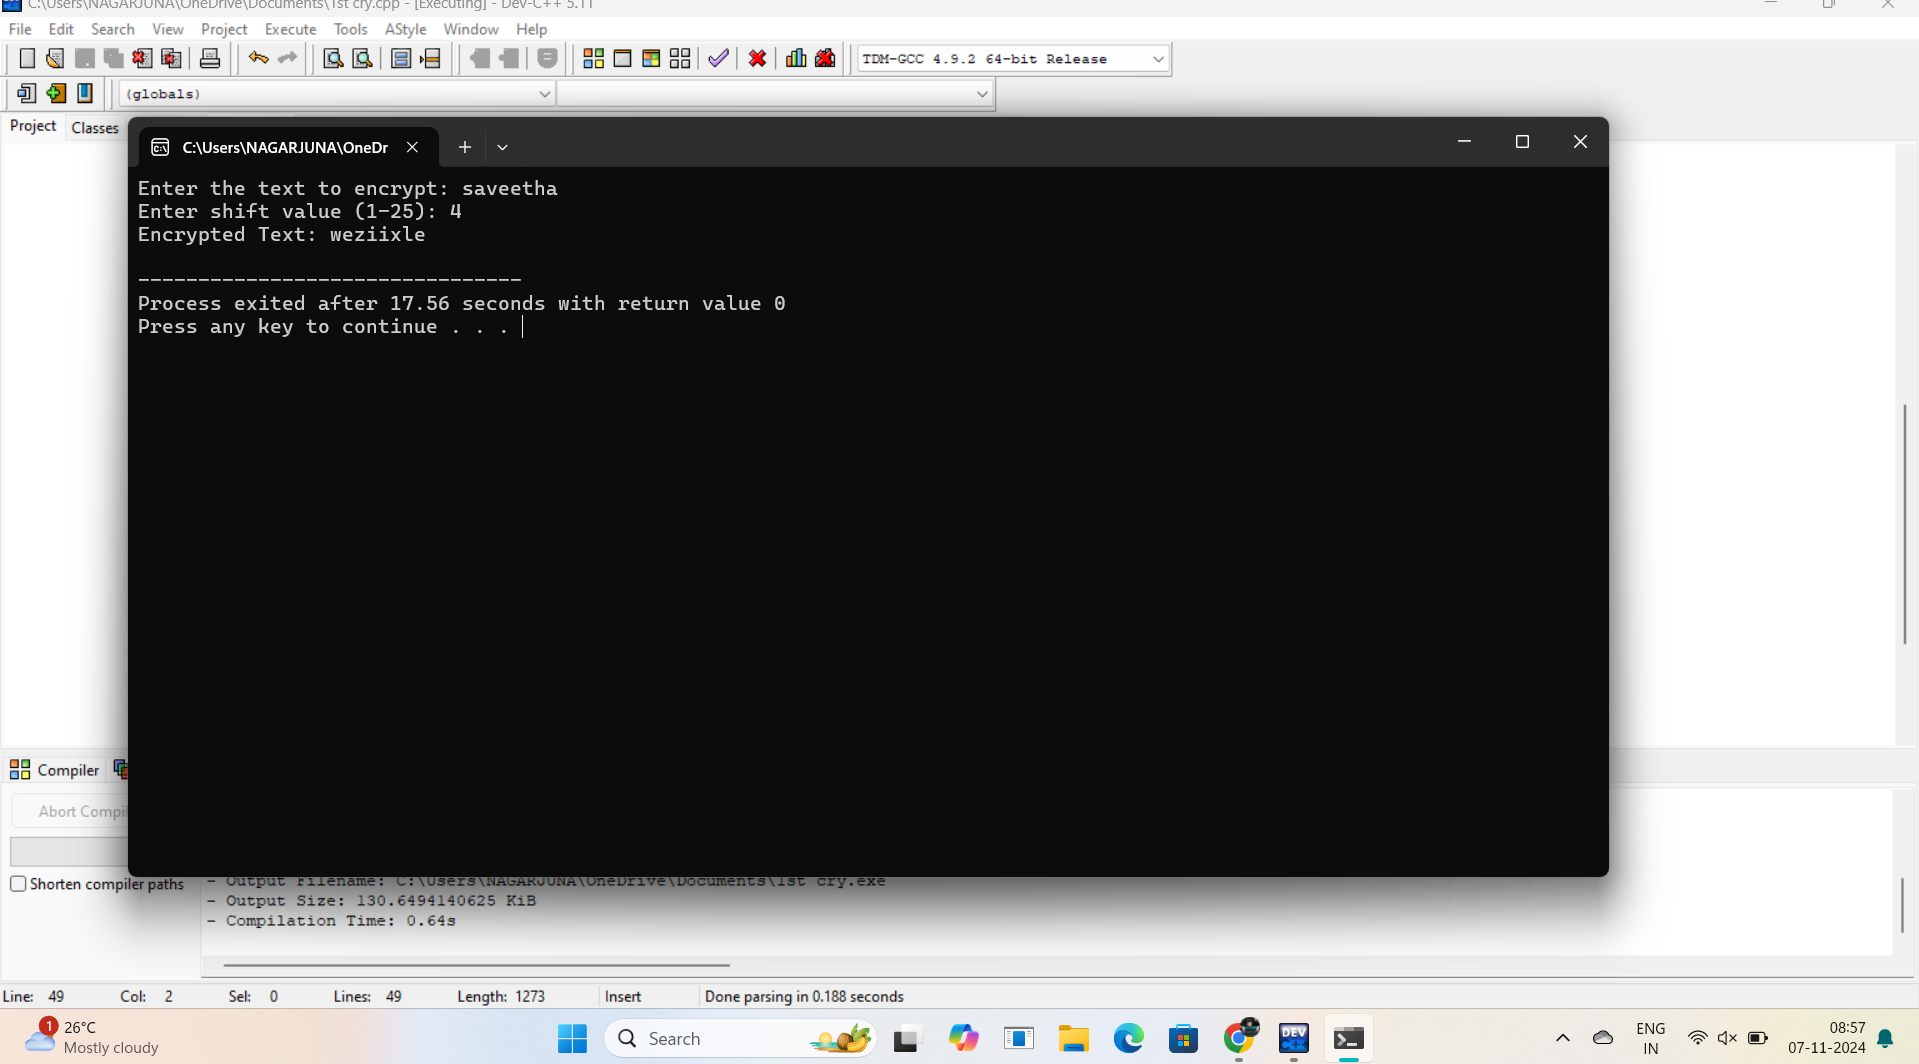 C:\Users\NAGARJUNA\OneDrive\Documents\1st cry.cpp - [Executing] - Dev-C++ 5.11
File Edit Search View Project Execute Tools AStyle Window Help
TDM-GCC 4.9.2 64-bit Release
(globals)
Project Classes
C:\Users\NAGARJUNA\OneDr
Enter the text to encrypt: saveetha
Enter shift value (1-25): 4
Encrypted Text: weziixle
--------------------------------
Process exited after 17.56 seconds with return value 0
Press any key to continue . . .
Compiler
Abort Compil
Shorten compiler paths
- Output Filename: C:\Users\NAGARJUNA\OneDrive\Documents\1st cry.exe
- Output Size: 130.6494140625 KiB
- Compilation Time: 0.64s
Line: 49 Col: 2 Sel: 0 Lines: 49 Length: 1273 Insert Done parsing in 0.188 seconds
1
26°C
Mostly cloudy
Search
DEV
C++
ENG
IN
08:57
07-11-2024